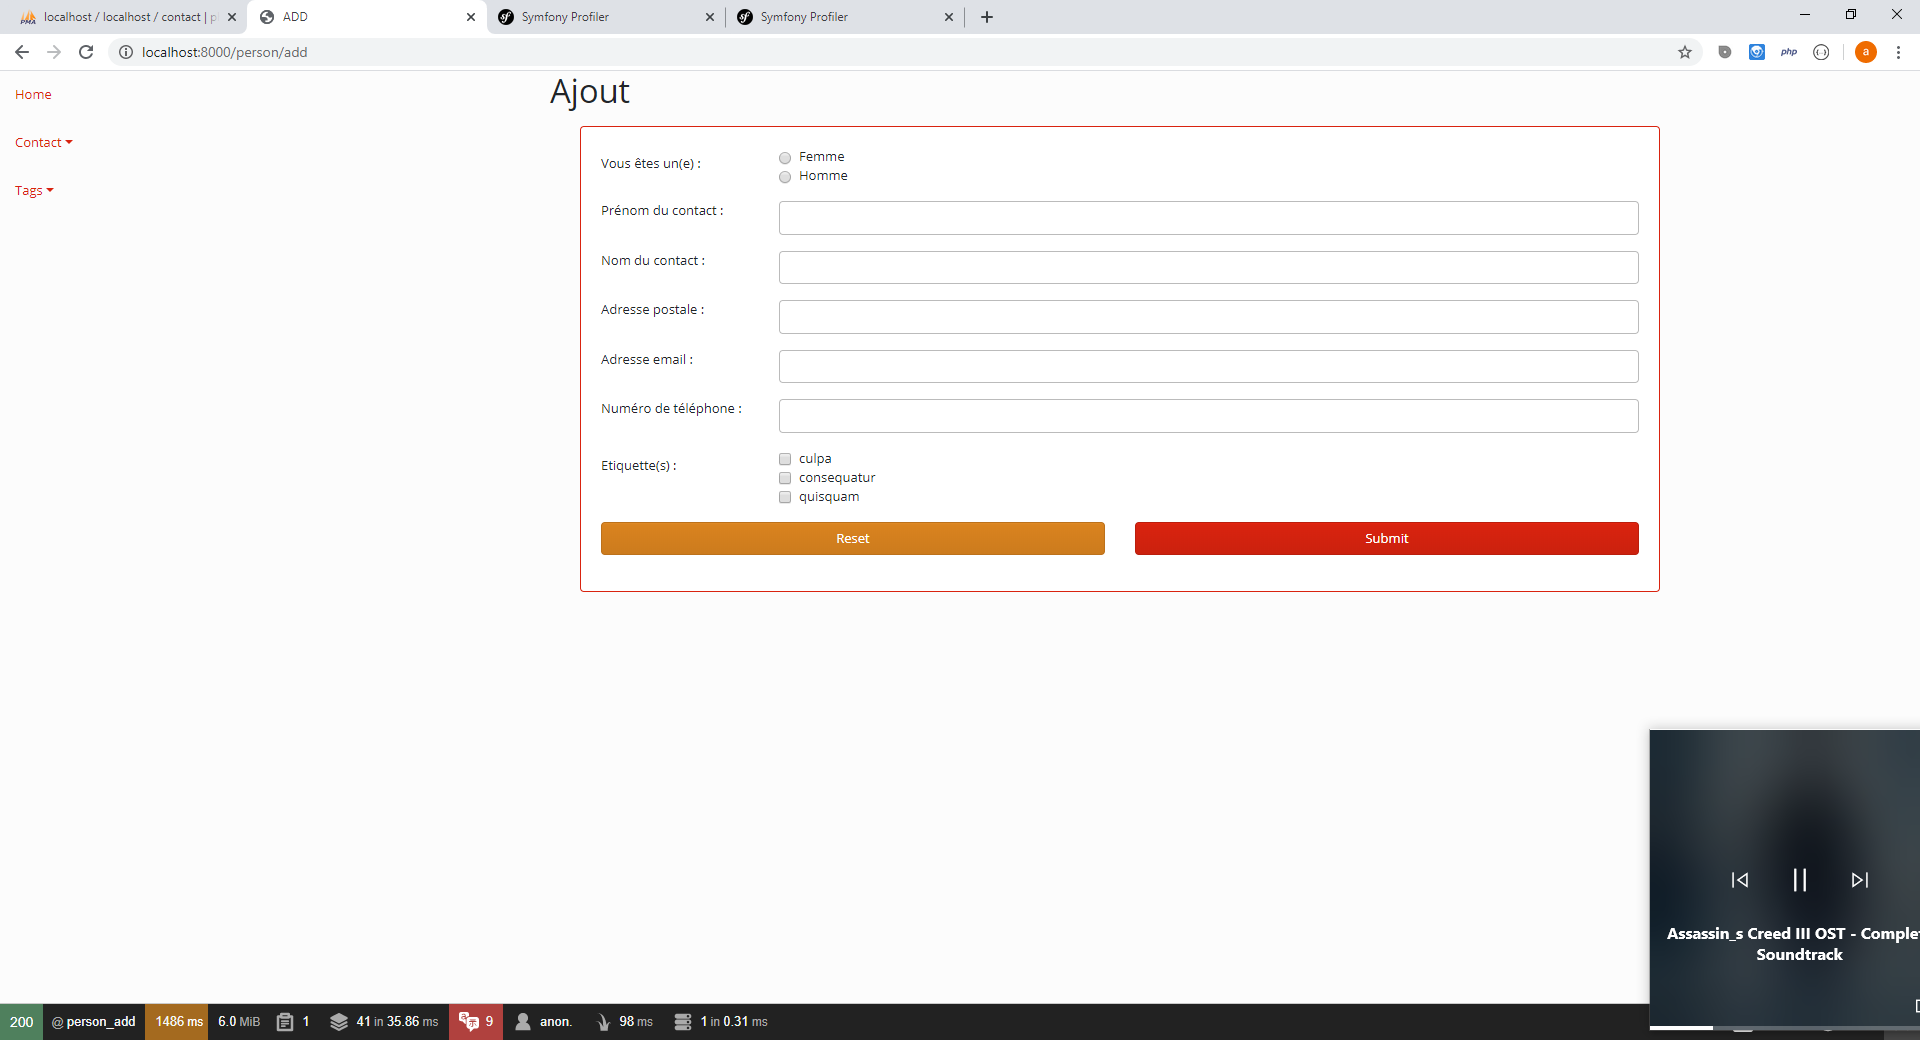 localhost / localhost / contact | p
ADD
Symfony Profiler
Symfony Profiler
localhost:8000/person/add
php
a
Home
Contact
Tags
Ajout
Vous êtes un(e) :
Femme
Homme
Prénom du contact :
Nom du contact :
Adresse postale :
Adresse email :
Numéro de téléphone :
Etiquette(s) :
culpa
consequatur
quisquam
Reset
Submit
Assassin_s Creed III OST - Complet
Soundtrack
200 @ person_add 1486 ms 6.0 MiB 1 41 in 35.86 ms 9 anon. 98 ms 1 in 0.31 ms